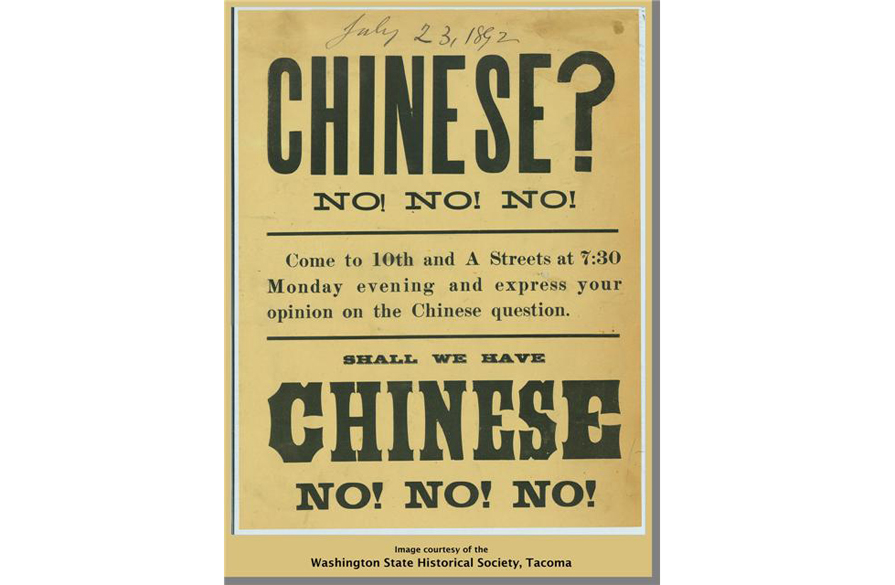 July 23, 1892
CHINESE?
NO! NO! NO!
Come to 10th and A Streets at 7:30
Monday evening and express your
opinion on the Chinese question.
SHALL WE HAVE
CHINESE
NO! NO! NO!
Image courtesy of the
Washington State Historical Society, Tacoma